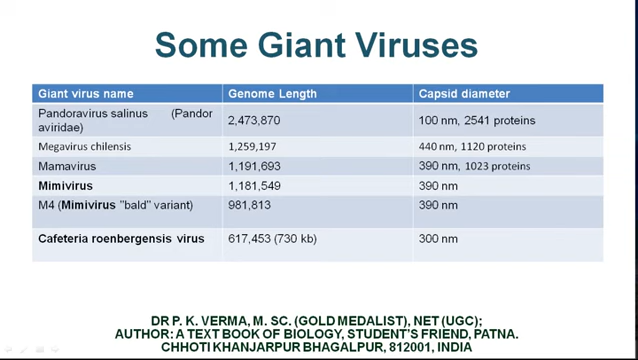 Some Giant Viruses
Giant virus name Genome Length Capsid diameter
Pandoravirus salinus (Pandor
aviridae) 2,473,870 100 nm, 2541 proteins
Megavirus chilensis 1,259,197 440 nm, 1120 proteins
Mamavirus 1,191,693 390 nm, 1023 proteins
Mimivirus 1,181,549 390 nm
M4 (Mimivirus "bald" variant) 981,813 390 nm
Cafeteria roenbergensis virus 617,453 (730 kb) 300 nm
DR P. K. VERMA, M. SC. (GOLD MEDALIST), NET (UGC);
AUTHOR: A TEXT BOOK OF BIOLOGY, STUDENT'S FRIEND, PATNA.
CHHOTI KHANJARPUR BHAGALPUR, 812001, INDIA